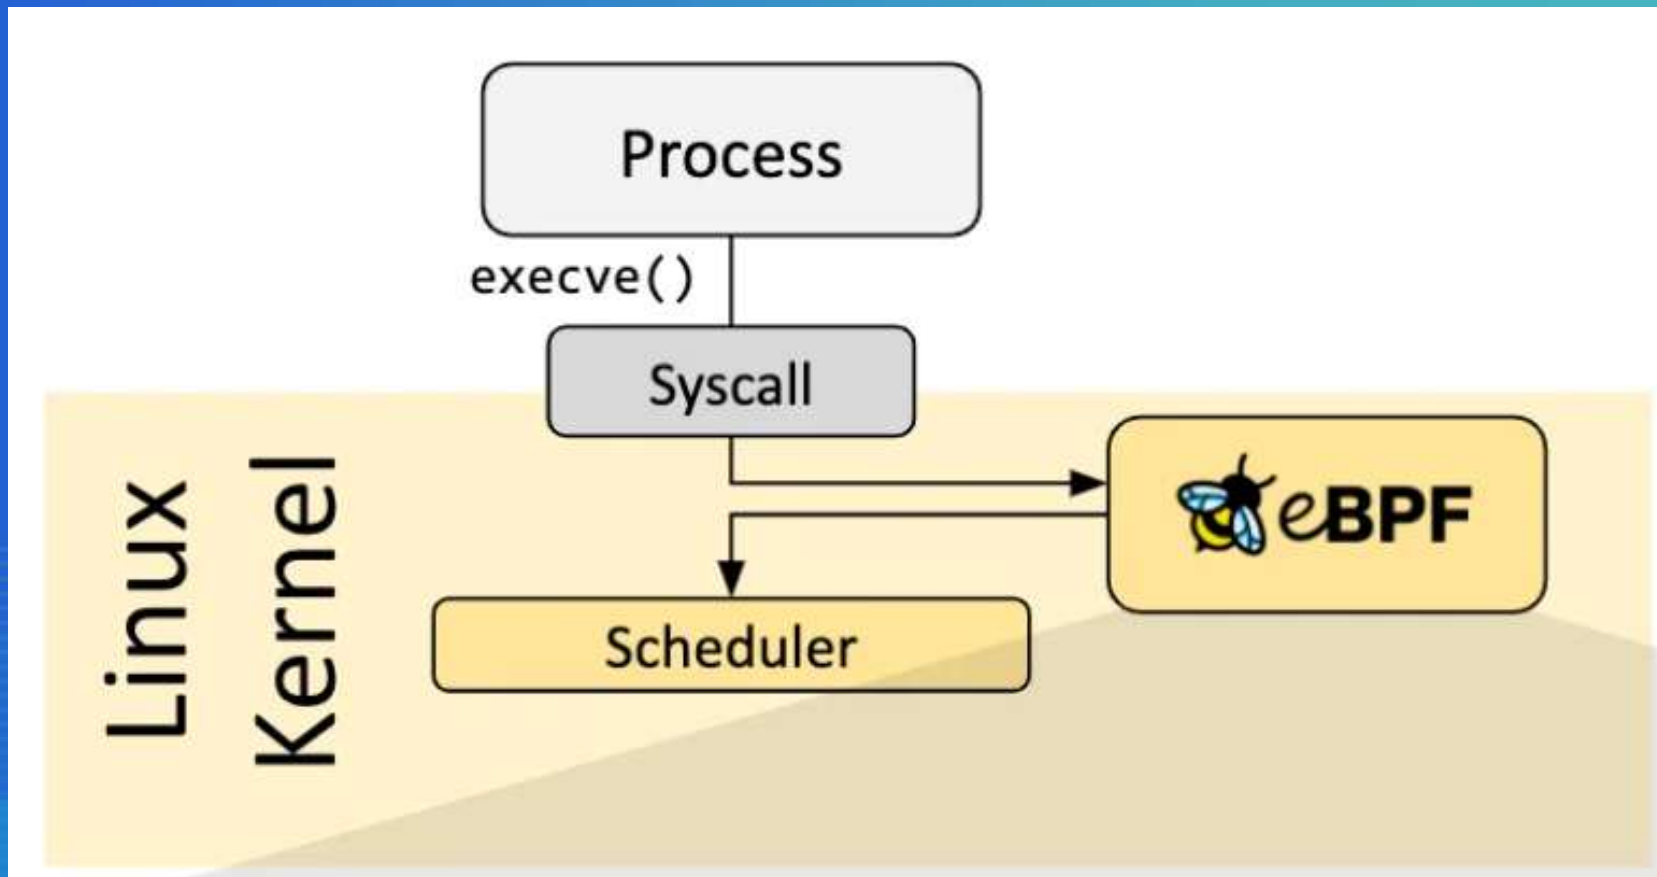 Process
execve()
Syscall
eBPF
Scheduler
Linux
Kernel